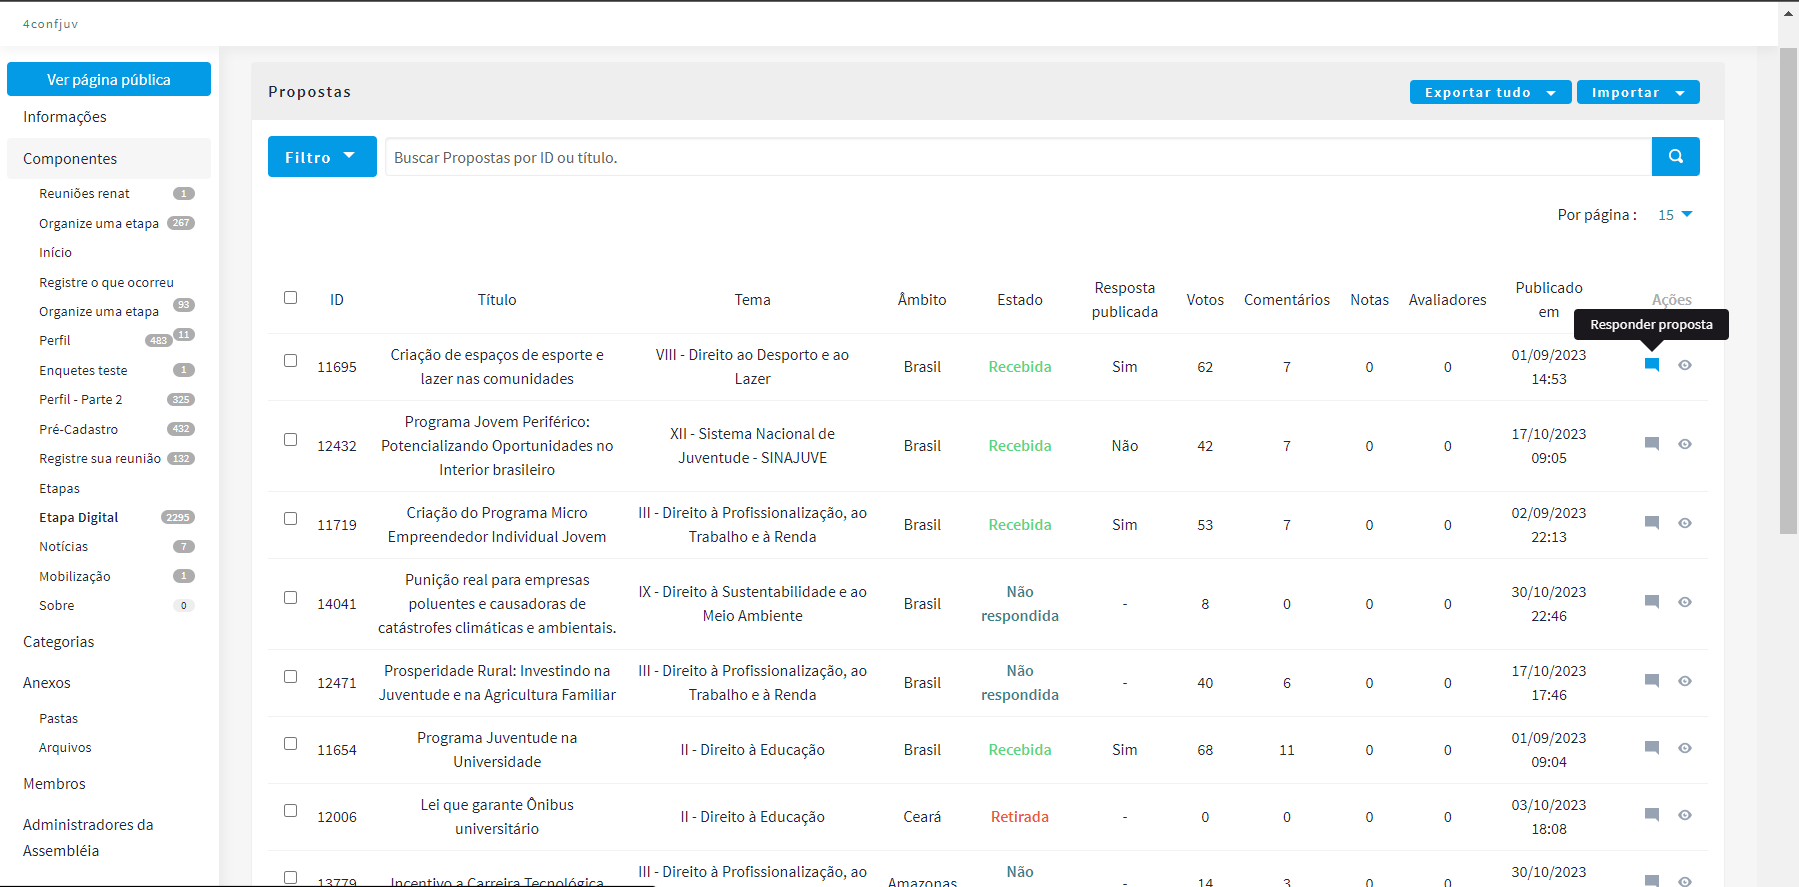 4confjuv
Ver página pública
Informações
Componentes
Reuniões renat 1
Organize uma etapa 267
Início
Registre o que ocorreu
93
Organize uma etapa
Perfil 483 11
Enquetes teste 1
Perfil - Parte 2 325
Pré-Cadastro 432
Registre sua reunião 132
Etapas
Etapa Digital 2295
Notícias 7
Mobilização 1
Sobre 0
Categorias
Anexos
Pastas
Arquivos
Membros
Administradores da
Assembléia
Propostas
Exportar tudo
Importar
Filtro
Buscar Propostas por ID ou título.
Por página : 15
ID Título Tema Âmbito Estado Resposta publicada Votos Comentários Notas Avaliadores Publicado em Ações
Responder proposta
11695 Criação de espaços de esporte e lazer nas comunidades VIII - Direito ao Desporto e ao Lazer Brasil Recebida Sim 62 7 0 0 01/09/2023 14:53
12432 Programa Jovem Periférico: Potencializando Oportunidades no Interior brasileiro XII - Sistema Nacional de Juventude - SINAJUVE Brasil Recebida Não 42 7 0 0 17/10/2023 09:05
11719 Criação do Programa Micro Empreendedor Individual Jovem III - Direito à Profissionalização, ao Trabalho e à Renda Brasil Recebida Sim 53 7 0 0 02/09/2023 22:13
14041 Punição real para empresas poluentes e causadoras de catástrofes climáticas e ambientais. IX - Direito à Sustentabilidade e ao Meio Ambiente Brasil Não respondida - 8 0 0 0 30/10/2023 22:46
12471 Prosperidade Rural: Investindo na Juventude e na Agricultura Familiar III - Direito à Profissionalização, ao Trabalho e à Renda Brasil Não respondida - 40 6 0 0 17/10/2023 17:46
11654 Programa Juventude na Universidade II - Direito à Educação Brasil Recebida Sim 68 11 0 0 01/09/2023 09:04
12006 Lei que garante Ônibus universitário II - Direito à Educação Ceará Retirada - 0 0 0 0 03/10/2023 18:08
13779 Incentivo a Carreira Tecnológica III - Direito à Profissionalização, ao Amazonas Não - 14 3 0 0 30/10/2023